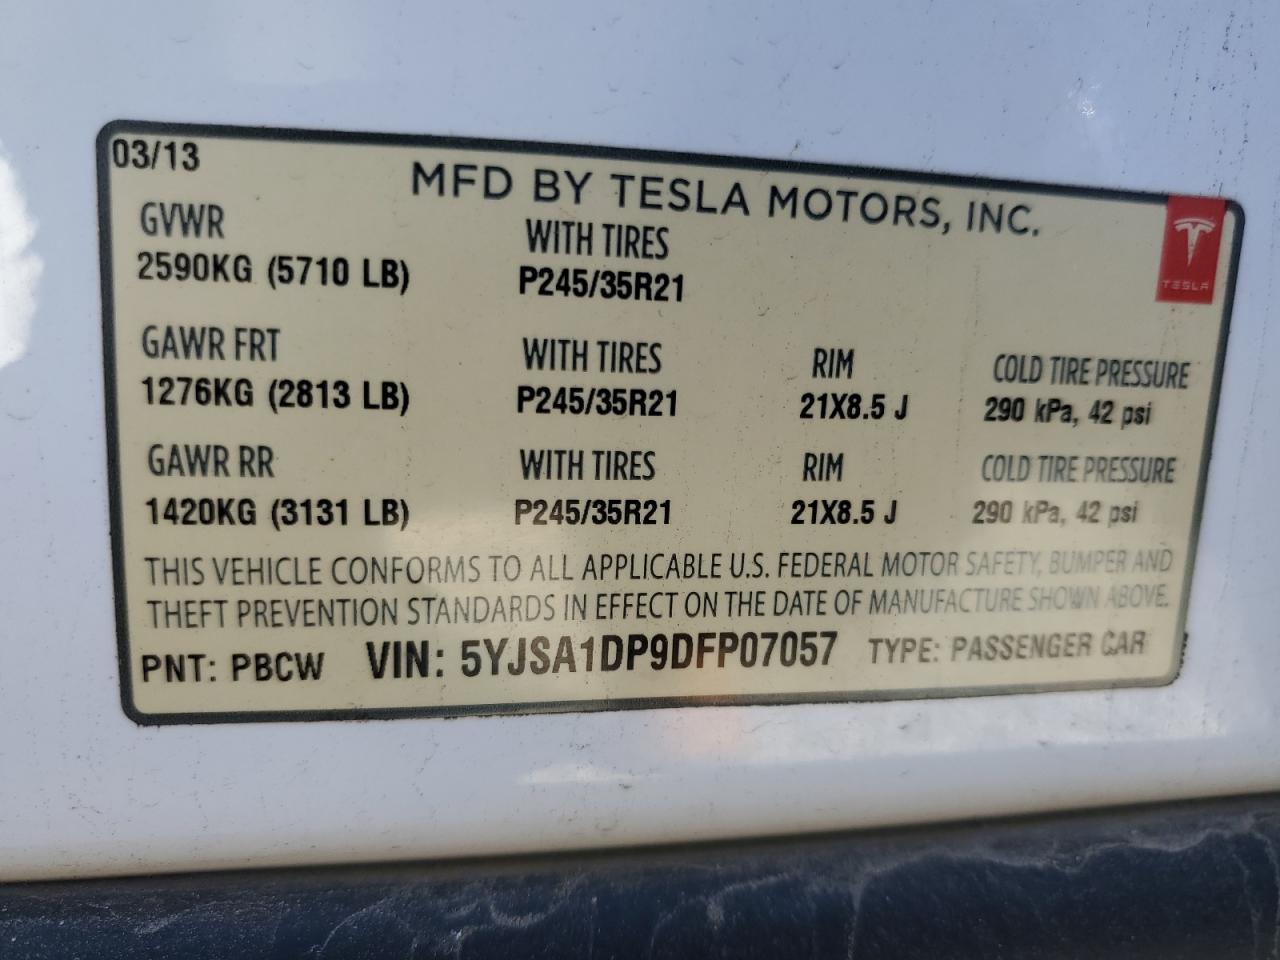 03/13
MFD BY TESLA MOTORS, INC.
TESLA
GVWR WITH TIRES
2590KG (5710 LB) P245/35R21
GAWR FRT WITH TIRES RIM COLD TIRE PRESSURE
1276KG (2813 LB) P245/35R21 21X8.5 J 290 kPa, 42 psi
GAWR RR WITH TIRES RIM COLD TIRE PRESSURE
1420KG (3131 LB) P245/35R21 21X8.5 J 290 kPa, 42 psi
THIS VEHICLE CONFORMS TO ALL APPLICABLE U.S. FEDERAL MOTOR SAFETY, BUMPER AND
THEFT PREVENTION STANDARDS IN EFFECT ON THE DATE OF MANUFACTURE SHOWN ABOVE.
PNT: PBCW VIN: 5YJSA1DP9DFP07057 TYPE: PASSENGER CAR